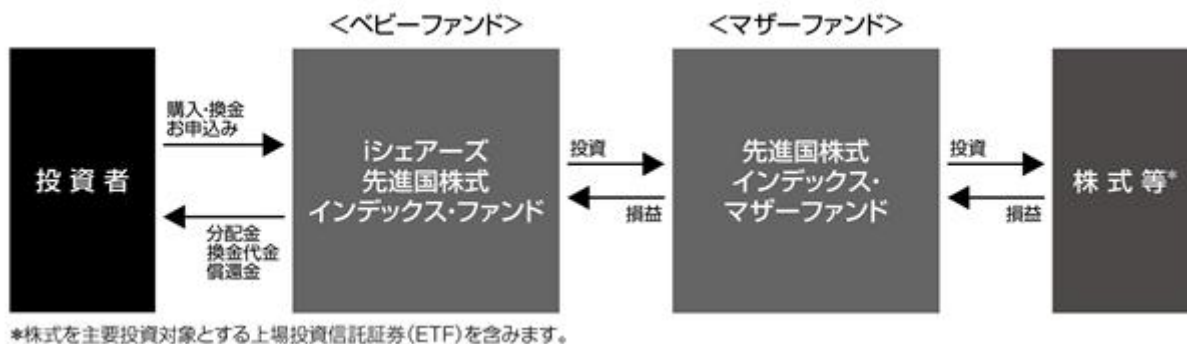 <ベビーファンド>
<マザーファンド>
投資者
購入・換金
お申込み
分配金
換金代金
償還金
iシェアーズ
先進国株式
インデックス・ファンド
投資
損益
先進国株式
インデックス・
マザーファンド
投資
損益
株式等*
*株式を主要投資対象とする上場投資信託証券(ETF)を含みます。